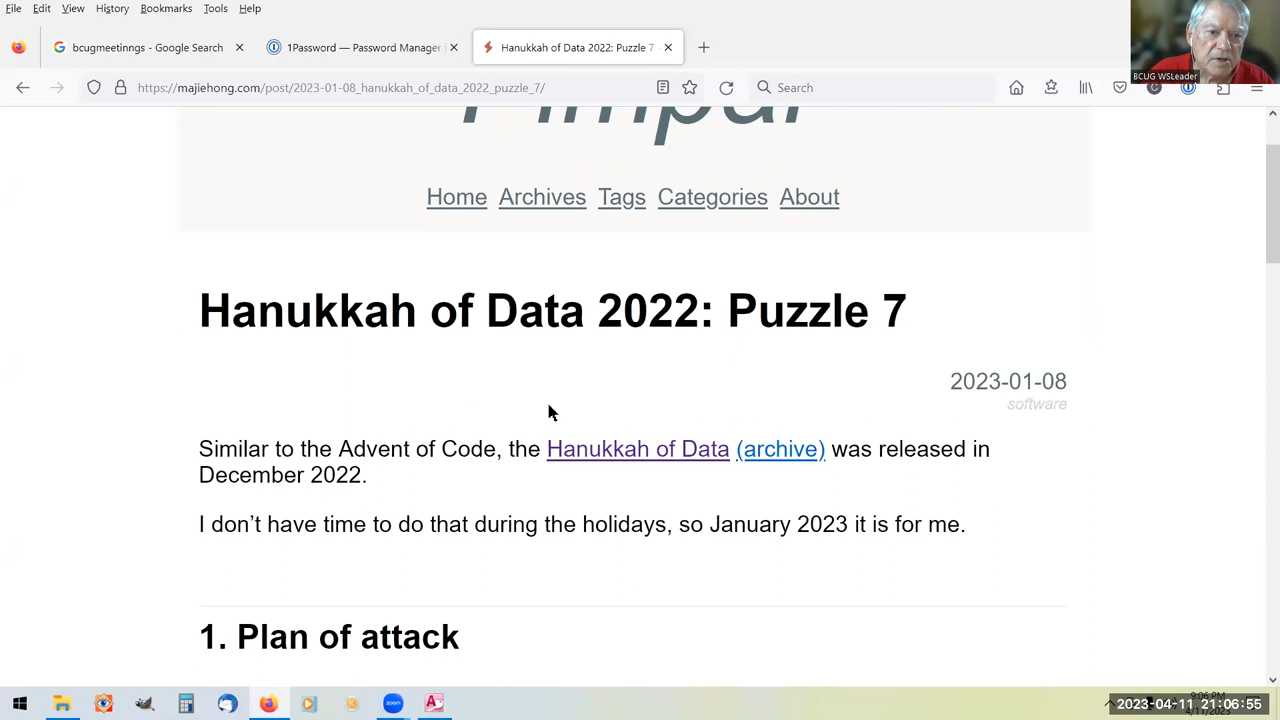 File Edit View History Bookmarks Tools Help
bcugmeetinngs - Google Search
1Password — Password Manager
Hanukkah of Data 2022: Puzzle 7
https://majiehong.com/post/2023-01-08_hanukkah_of_data_2022_puzzle_7/
Search
BCUG WSLeader
Home Archives Tags Categories About
Hanukkah of Data 2022: Puzzle 7
2023-01-08
software
Similar to the Advent of Code, the Hanukkah of Data (archive) was released in
December 2022.
I don’t have time to do that during the holidays, so January 2023 it is for me.
1. Plan of attack
zoom
9:06 PM
2023-04-11 21:06:55